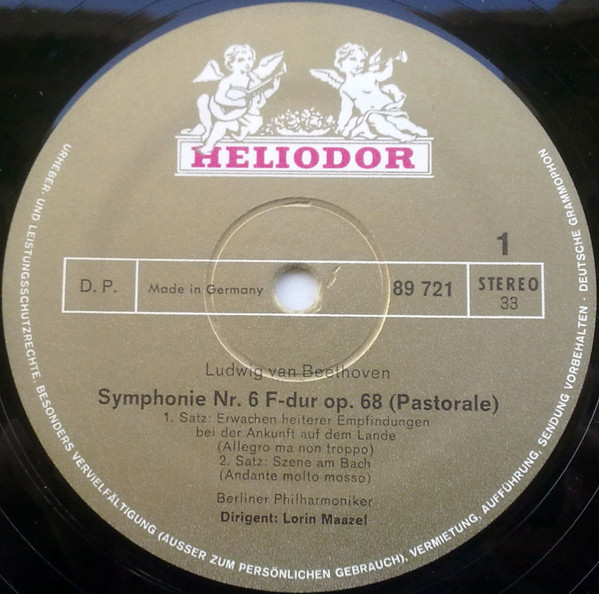 HELIODOR
1
D. P.
Made in Germany
89 721
STEREO
33
Ludwig van Beethoven
Symphonie Nr. 6 F-dur op. 68 (Pastorale)
1. Satz: Erwachen heiterer Empfindungen
bei der Ankunft auf dem Lande
(Allegro ma non troppo)
2. Satz: Szene am Bach
(Andante molto mosso)
Berliner Philharmoniker
Dirigent: Lorin Maazel
URHEBER- UND LEISTUNGSSCHUTZRECHTE, BESONDERS VERVIELFÄLTIGUNG (AUSSER ZUM PERSÖNLICHEN GEBRAUCH), VERMIETUNG, AUFFÜHRUNG, SENDUNG VORBEHALTEN · DEUTSCHE GRAMMOPHON